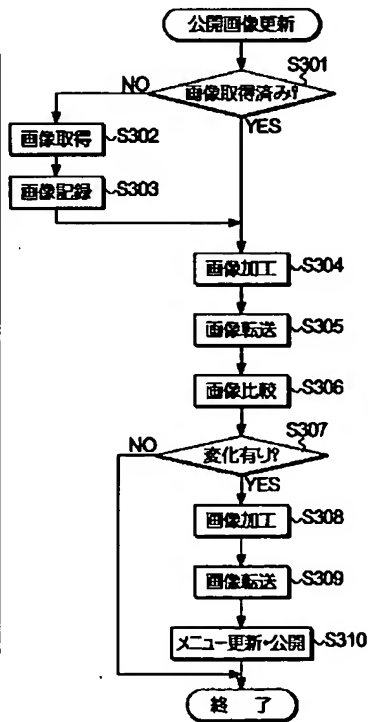 公開画像更新
S301
NO
画像取得済み?
YES
画像取得 S302
画像記録 S303
画像加工 S304
画像転送 S305
画像比較 S306
S307
NO
変化有り?
YES
画像加工 S308
画像転送 S309
メニュー更新・公開 S310
終 了